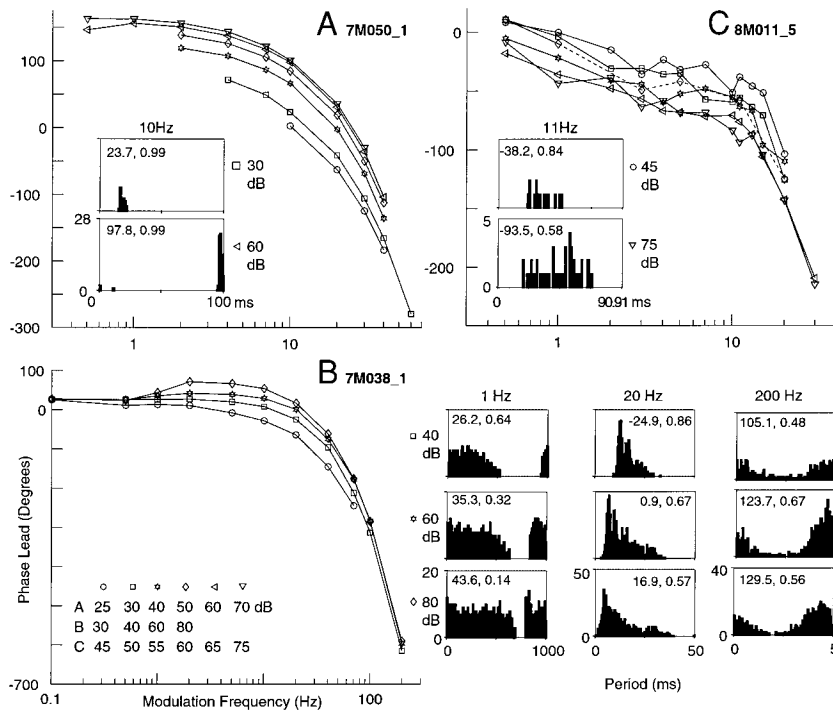 A 7M050_1
100
0
-100
-200
-300
10Hz
23.7, 0.99
30 dB
28
97.8, 0.99
60 dB
0
0
100 ms
1
10
C 8M011_5
0
-100
-200
11Hz
-38.2, 0.84
45 dB
5
-93.5, 0.58
75 dB
0
0
90.91 ms
1
10
B 7M038_1
100
0
-700
Phase Lead (Degrees)
25 30 40 50 60 70 dB
A
B 30 40 60 80
C 45 50 55 60 65 75
0.1
Modulation Frequency (Hz)
100
1 Hz
20 Hz
200 Hz
40 dB
26.2, 0.64
-24.9, 0.86
105.1, 0.48
60 dB
35.3, 0.32
0.9, 0.67
123.7, 0.67
20
80 dB
43.6, 0.14
50
16.9, 0.57
40
129.5, 0.56
0
0
0
0
1000
0
50
0
5
Period (ms)